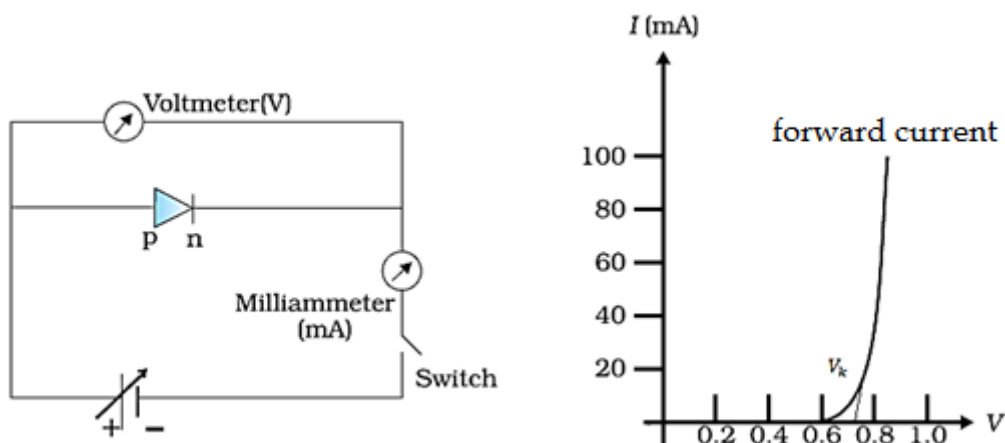 Voltmeter(V)
p n
Milliammeter
(mA)
Switch
+ −
I (mA)
forward current
100
80
60
40
20
V_k
0.2 0.4 0.6 0.8 1.0 V